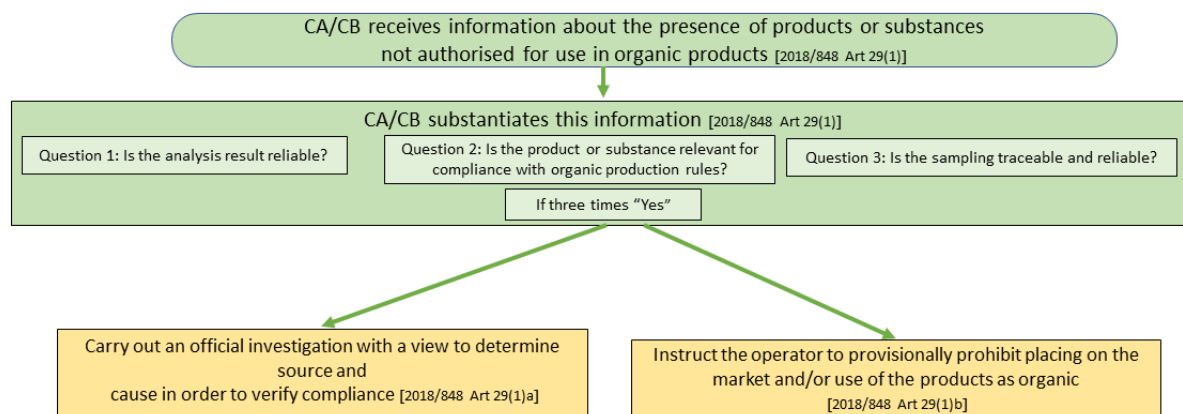 CA/CB receives information about the presence of products or substances
not authorised for use in organic products [2018/848 Art 29(1)]
CA/CB substantiates this information [2018/848 Art 29(1)]
Question 1: Is the analysis result reliable?
Question 2: Is the product or substance relevant for
compliance with organic production rules?
Question 3: Is the sampling traceable and reliable?
If three times “Yes”
Carry out an official investigation with a view to determine
source and
cause in order to verify compliance [2018/848 Art 29(1)a]
Instruct the operator to provisionally prohibit placing on the
market and/or use of the products as organic
[2018/848 Art 29(1)b]